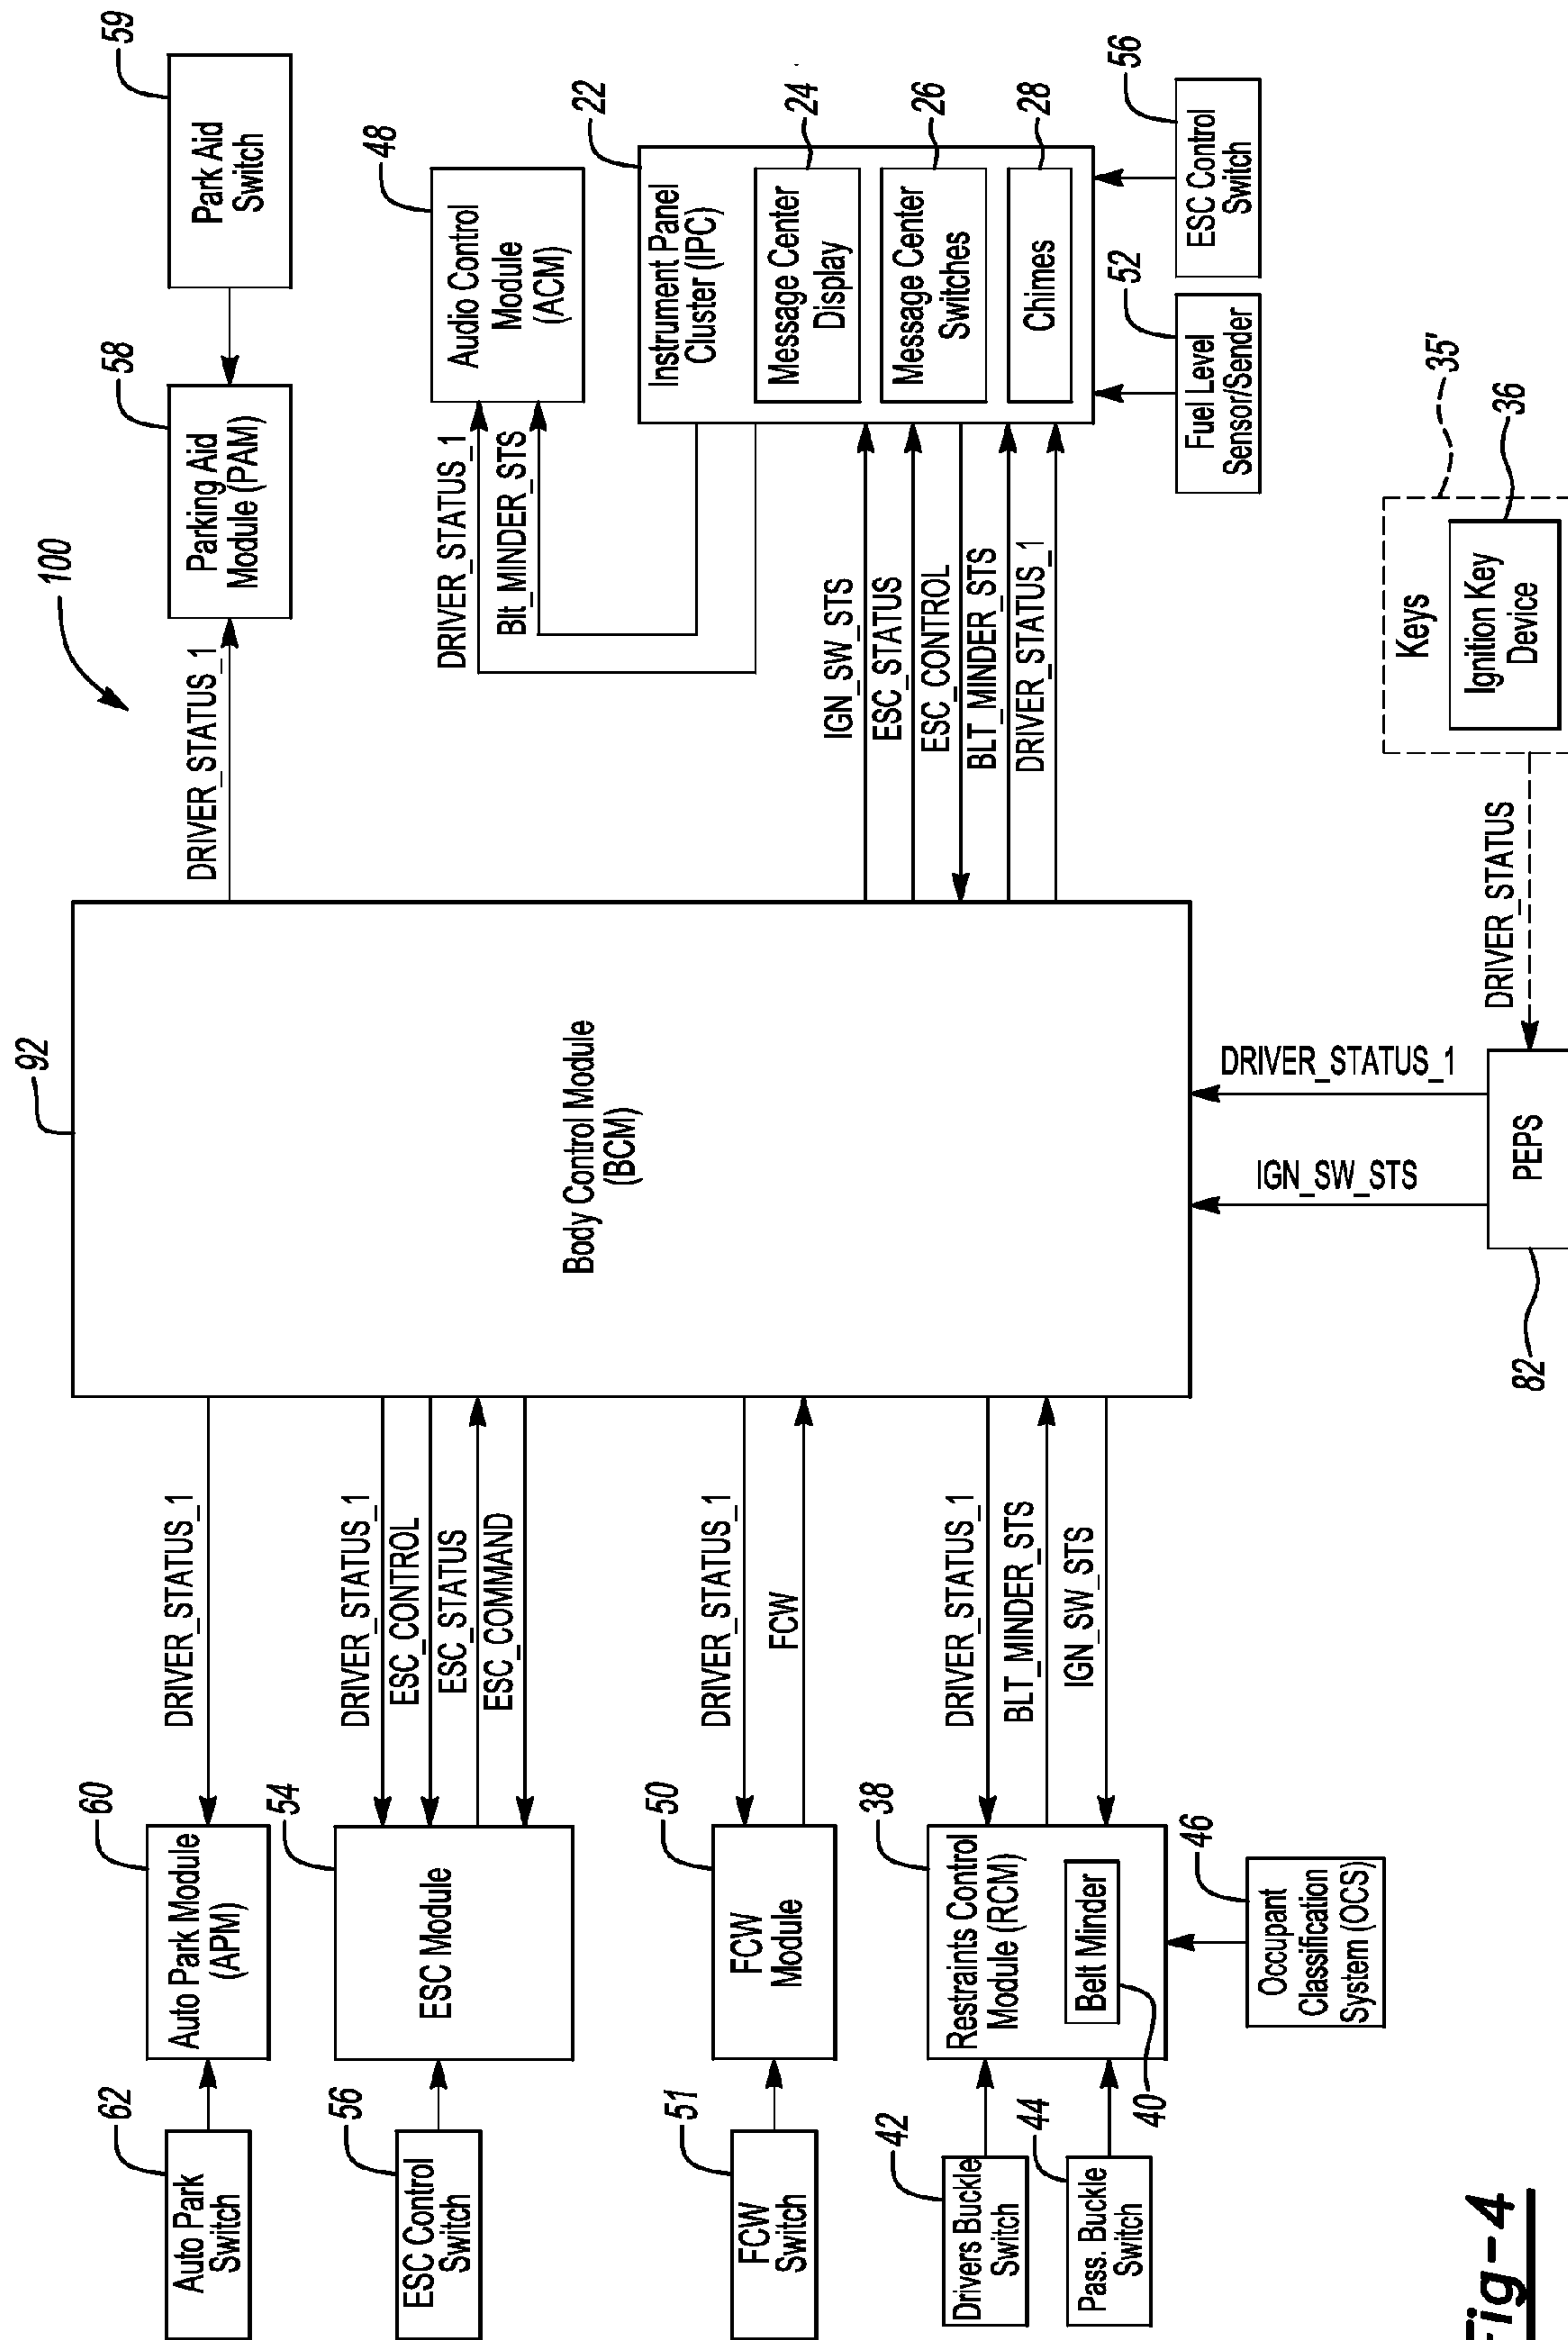 62
Auto Park
Switch
60
Auto Park Module
(APM)
DRIVER_STATUS_1
92
Body Control Module
(BCM)
100
DRIVER_STATUS_1
58
Parking Aid
Module (PAM)
59
Park Aid
Switch
56
ESC Control
Switch
54
ESC Module
DRIVER_STATUS_1
ESC_CONTROL
ESC_STATUS
ESC_COMMAND
DRIVER_STATUS_1
Blt_MINDER_STS
48
Audio Control
Module
(ACM)
51
FCW
Switch
50
FCW
Module
DRIVER_STATUS_1
FCW
22
Instrument Panel
Cluster (IPC)
24
Message Center
Display
26
Message Center
Switches
28
Chimes
IGN_SW_STS
ESC_STATUS
ESC_CONTROL
BLT_MINDER_STS
DRIVER_STATUS_1
42
Drivers Buckle
Switch
44
Pass. Buckle
Switch
38
Restraints Control
Module (RCM)
Belt Minder
40
DRIVER_STATUS_1
BLT_MINDER_STS
IGN_SW_STS
46
Occupant
Classification
System (OCS)
52
Fuel Level
Sensor/Sender
56
ESC Control
Switch
IGN_SW_STS
DRIVER_STATUS_1
82
PEPS
DRIVER_STATUS
35'
Keys
36
Ignition Key
Device
Fig-4